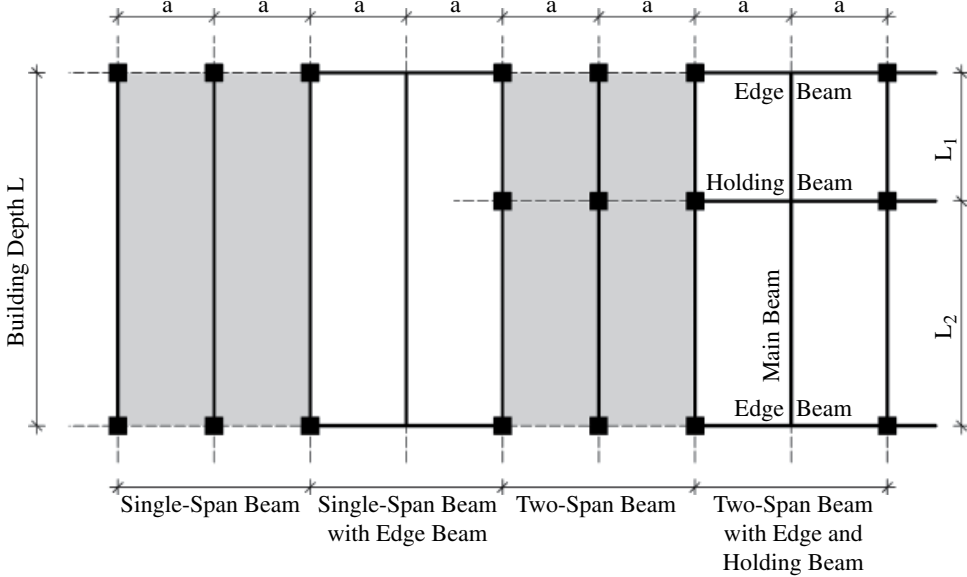 a a a a a a a a
Edge Beam
L1
Holding Beam
Building Depth L
Main Beam
L2
Edge Beam
Single-Span Beam
Single-Span Beam
with Edge Beam
Two-Span Beam
Two-Span Beam
with Edge and
Holding Beam